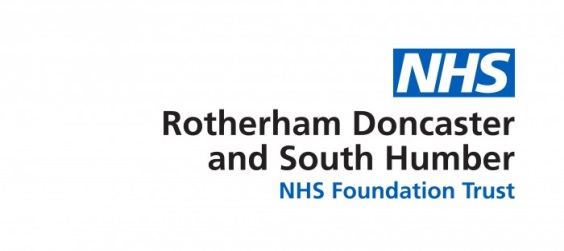 NHS
Rotherham Doncaster
and South Humber
NHS Foundation Trust